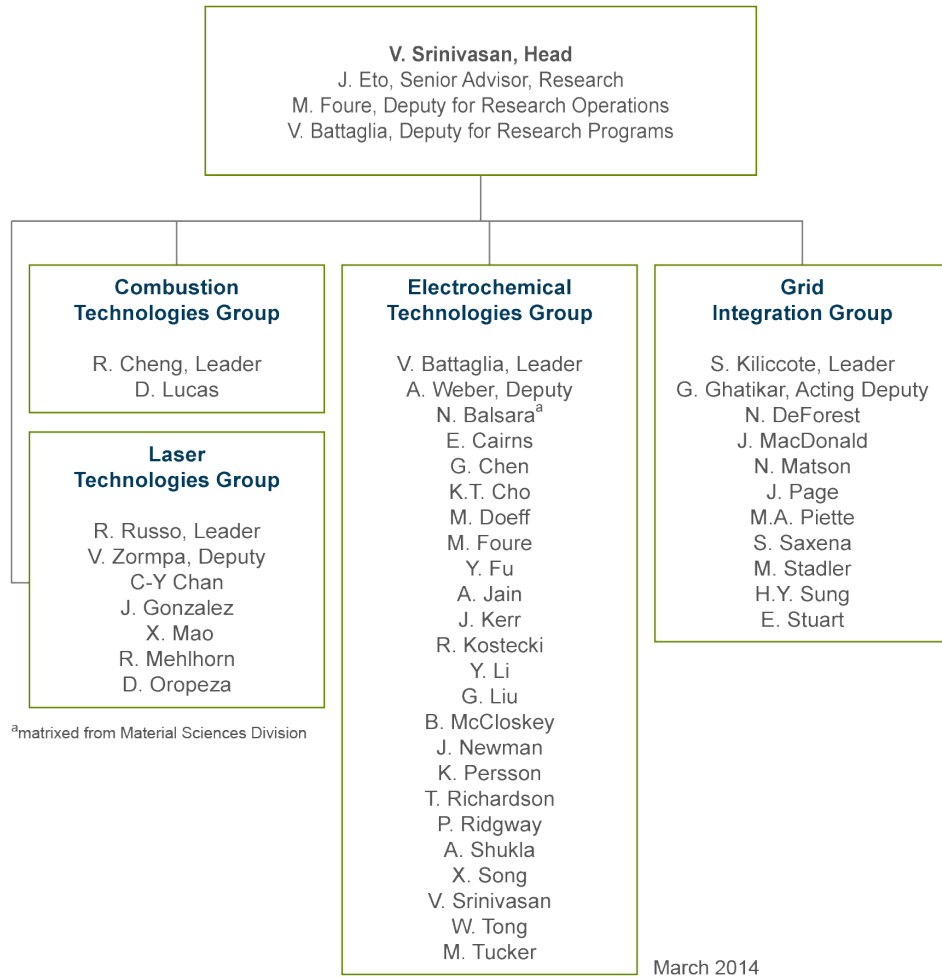 V. Srinivasan, Head
J. Eto, Senior Advisor, Research
M. Foure, Deputy for Research Operations
V. Battaglia, Deputy for Research Programs
Combustion
Technologies Group
R. Cheng, Leader
D. Lucas
Laser
Technologies Group
R. Russo, Leader
V. Zormpa, Deputy
C-Y Chan
J. Gonzalez
X. Mao
R. Mehlhorn
D. Oropeza
ᵃmatrixed from Material Sciences Division
Electrochemical
Technologies Group
V. Battaglia, Leader
A. Weber, Deputy
N. Balsaraᵃ
E. Cairns
G. Chen
K.T. Cho
M. Doeff
M. Foure
Y. Fu
A. Jain
J. Kerr
R. Kostecki
Y. Li
G. Liu
B. McCloskey
J. Newman
K. Persson
T. Richardson
P. Ridgway
A. Shukla
X. Song
V. Srinivasan
W. Tong
M. Tucker
Grid
Integration Group
S. Kiliccote, Leader
G. Ghatikar, Acting Deputy
N. DeForest
J. MacDonald
N. Matson
J. Page
M.A. Piette
S. Saxena
M. Stadler
H.Y. Sung
E. Stuart
March 2014